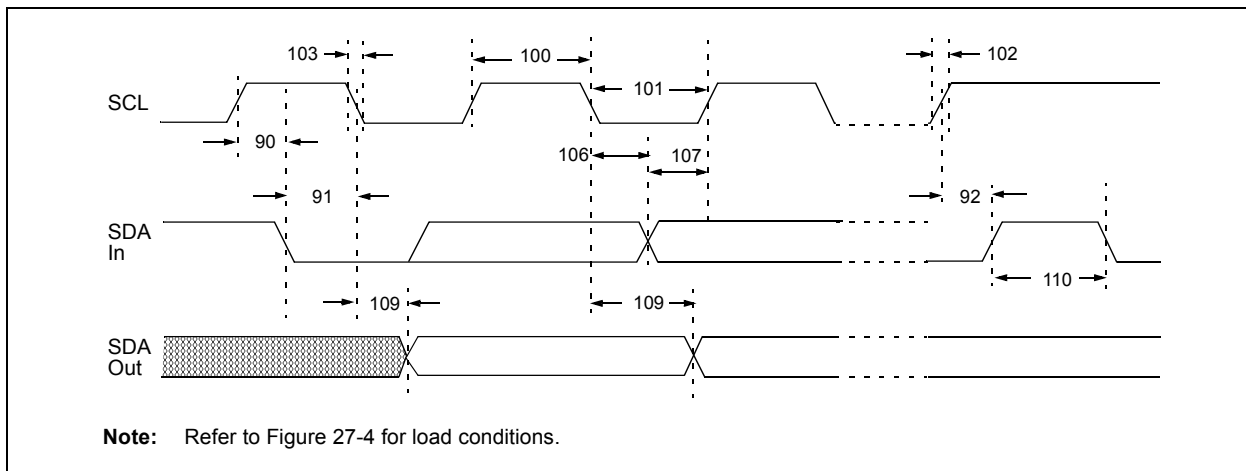 103
100
102
SCL
101
90
106
107
91
92
SDA
In
110
109
109
SDA
Out
Note: Refer to Figure 27-4 for load conditions.